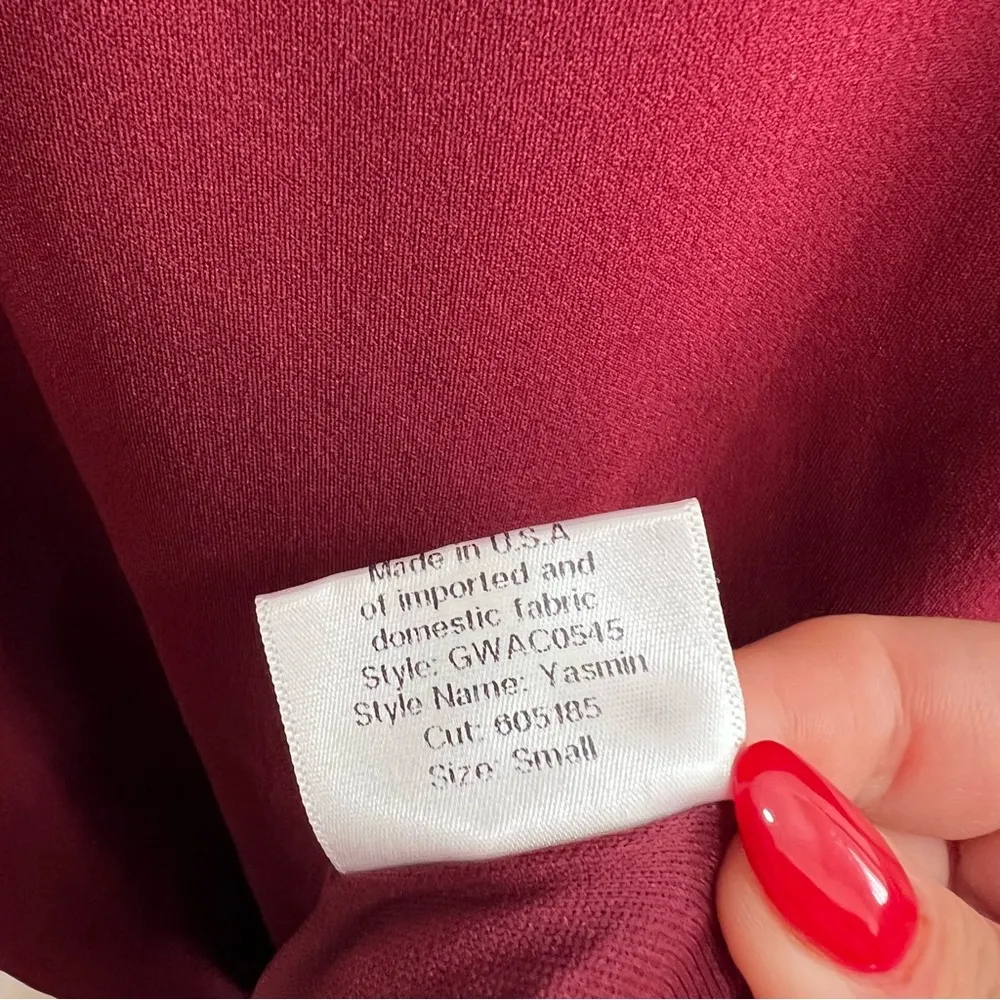 Made in U.S.A
of imported and
domestic fabric
Style: GWAC0545
Style Name: Yasmin
Cut: 605185
Size: Small